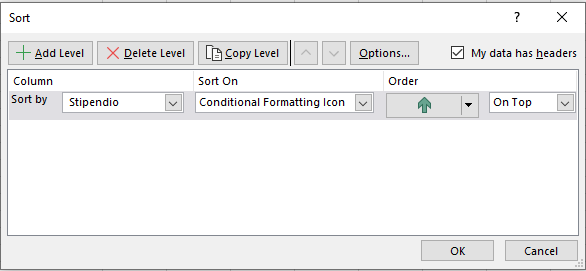 Sort ? ×
Add Level Delete Level Copy Level Options... My data has headers
Column Sort On Order
Sort by Stipendio Conditional Formatting Icon On Top
OK Cancel